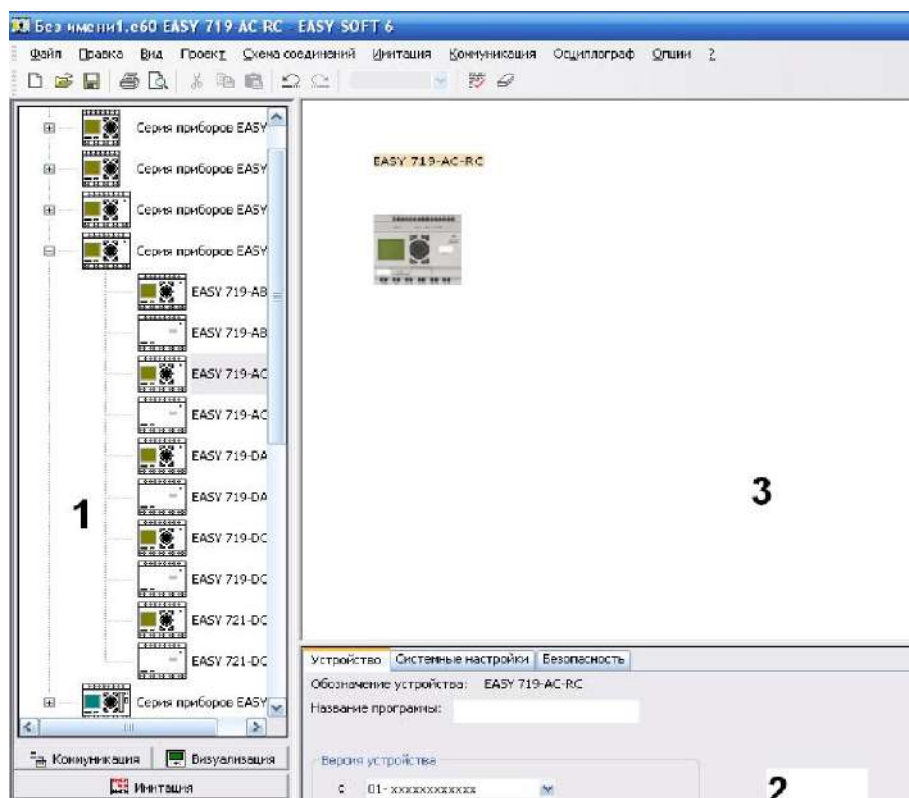 Без имени1.e60 EASY 719-AC-RC - EASY SOFT 6
Файл Правка Вид Проект Схема соединений Имитация Коммуникация Осциллограф Опции ?
Серия приборов EASY
Серия приборов EASY
Серия приборов EASY
Серия приборов EASY
EASY 719-AB
EASY 719-AB
EASY 719-AC
EASY 719-AC
EASY 719-DA
EASY 719-DA
EASY 719-DC
EASY 719-DC
EASY 721-DC
EASY 721-DC
Серия приборов EASY
1
Коммуникация Визуализация
Имитация
EASY 719-AC-RC
3
Устройство Системные настройки Безопасность
Обозначение устройства: EASY 719-AC-RC
Название программы:
Версия устройства
с 01-xxxxxxxxxxxx
2